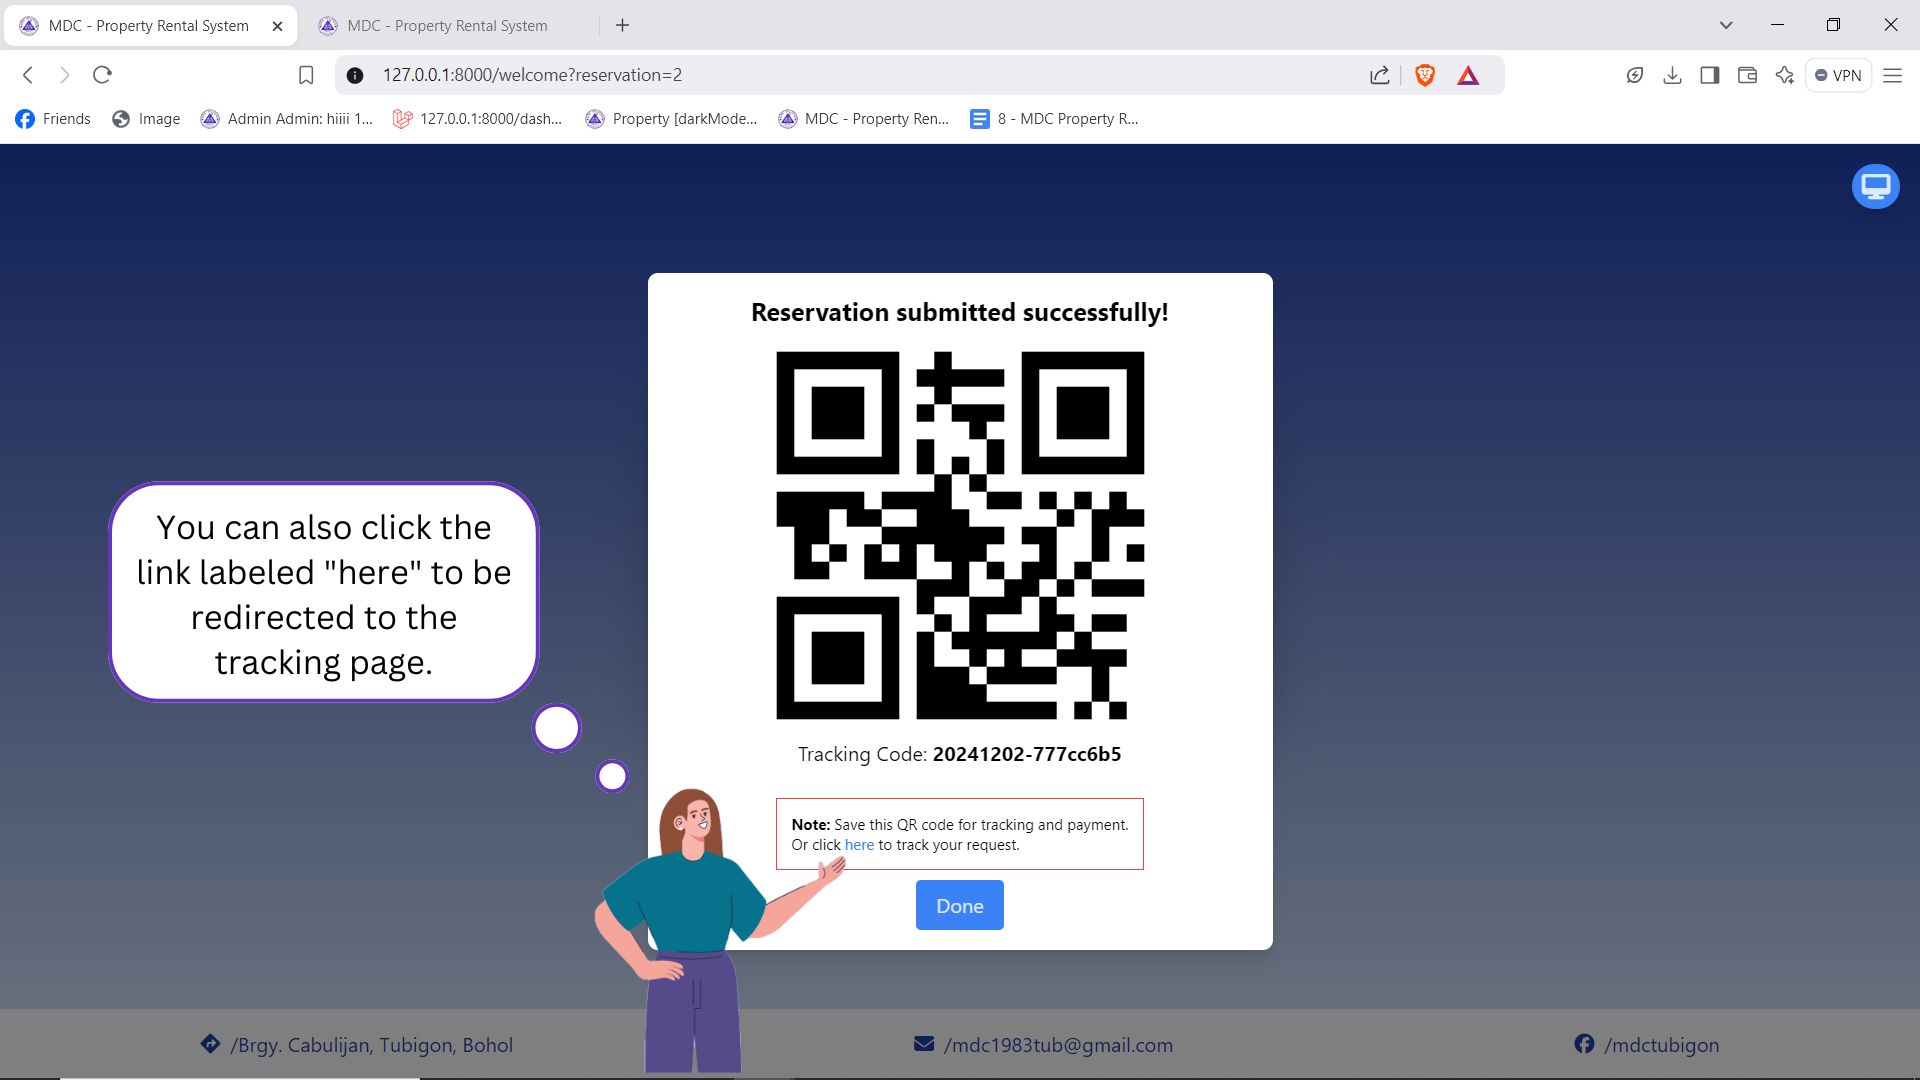 MDC - Property Rental System
MDC - Property Rental System
127.0.0.1:8000/welcome?reservation=2
VPN
Friends
Image
Admin Admin: hiiii 1...
127.0.0.1:8000/dash...
Property [darkMode...
MDC - Property Ren...
8 - MDC Property R...
Reservation submitted successfully!
You can also click the
link labeled "here" to be
redirected to the
tracking page.
Tracking Code: 20241202-777cc6b5
Note: Save this QR code for tracking and payment.
Or click here to track your request.
Done
/Brgy. Cabulijan, Tubigon, Bohol
/mdc1983tub@gmail.com
/mdctubigon